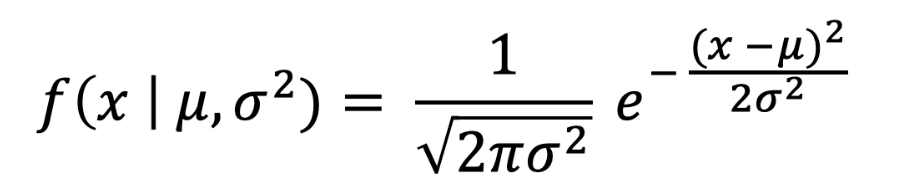 f(x | μ, σ²) = 1/√(2πσ²) e^(−(x − μ)²/(2σ²))